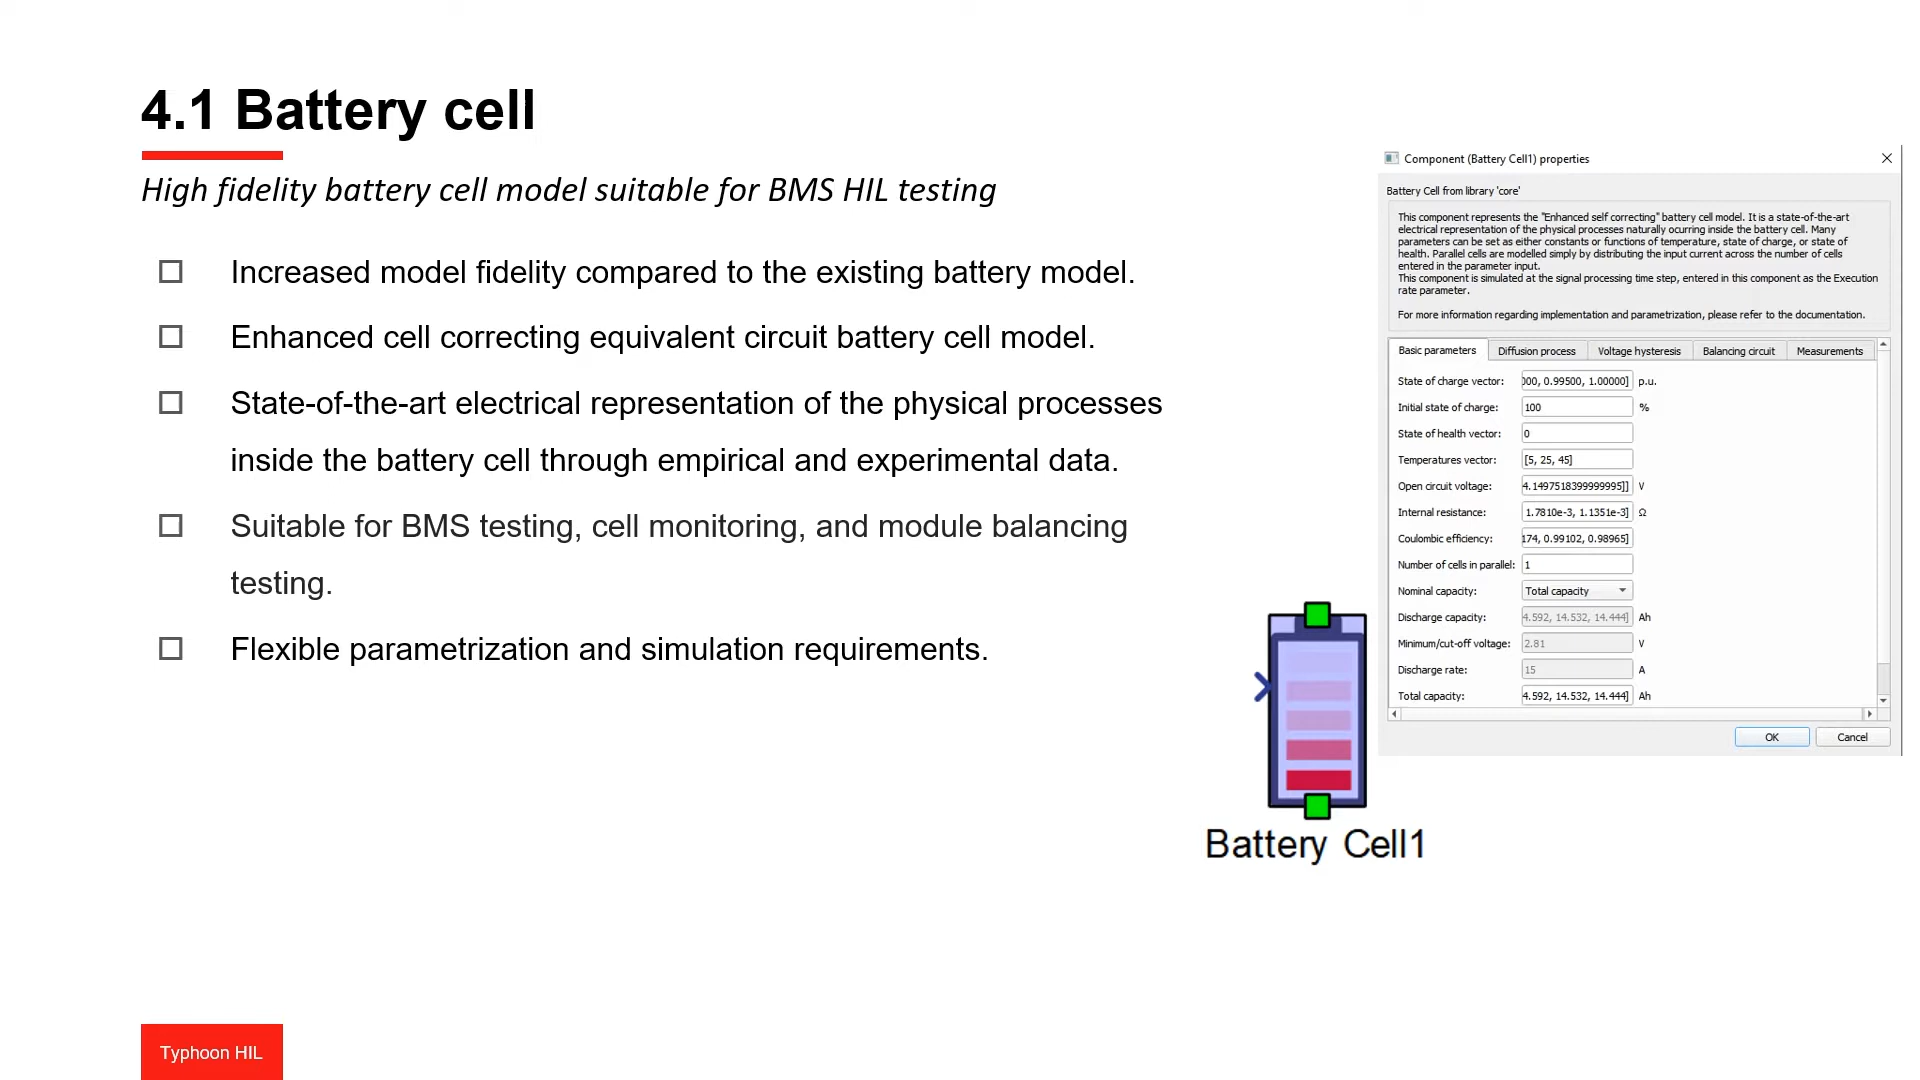 4.1 Battery cell
High fidelity battery cell model suitable for BMS HIL testing
Increased model fidelity compared to the existing battery model.
Enhanced cell correcting equivalent circuit battery cell model.
State-of-the-art electrical representation of the physical processes
inside the battery cell through empirical and experimental data.
Suitable for BMS testing, cell monitoring, and module balancing
testing.
Flexible parametrization and simulation requirements.
Battery Cell1
Component (Battery Cell1) properties
Battery Cell from library 'core'
This component represents the "Enhanced self correcting" battery cell model. It is a state-of-the-art
electrical representation of the physical processes naturally ocurring inside the battery cell. Many
parameters can be set as either constants or functions of temperature, state of charge, or state of
health. Parallel cells are modelled simply by distributing the input current across the number of cells
entered in the parameter input.
This component is simulated at the signal processing time step, entered in this component as the Execution
rate parameter.
For more information regarding implementation and parametrization, please refer to the documentation.
Basic parameters Diffusion process Voltage hysteresis Balancing circuit Measurements
State of charge vector: 000, 0.99500, 1.00000] p.u.
Initial state of charge: 100 %
State of health vector: 0
Temperatures vector: [5, 25, 45]
Open circuit voltage: 4.1497518399999995]] V
Internal resistance: 1.7810e-3, 1.1351e-3] Ω
Coulombic efficiency: 174, 0.99102, 0.98965]
Number of cells in parallel: 1
Nominal capacity: Total capacity
Discharge capacity: 4.592, 14.532, 14.444] Ah
Minimum/cut-off voltage: 2.81 V
Discharge rate: 15 A
Total capacity: 4.592, 14.532, 14.444] Ah
OK Cancel
Typhoon HIL